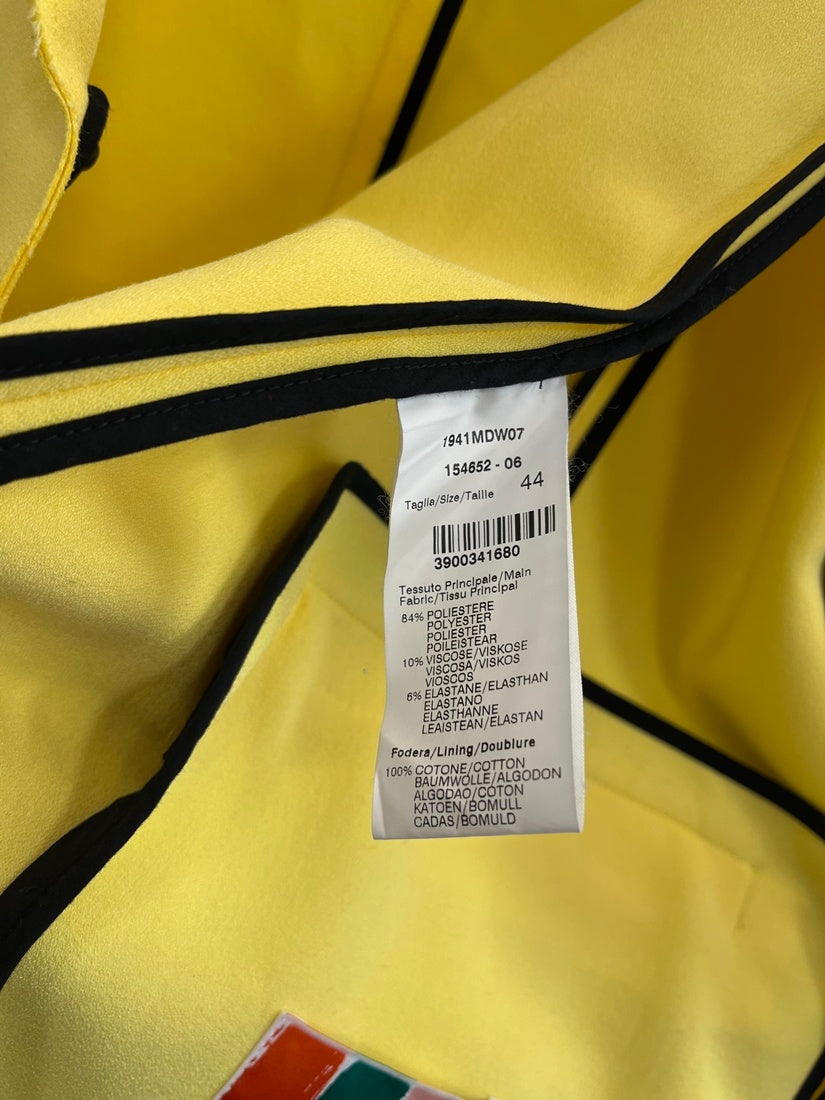 1941MDW07
154652 - 06
Taglia/Size/Taille 44
3900341680
Tessuto Principale/Main
Fabric/Tissu Principal
84% POLIESTERE
POLYESTER
POLIESTER
POILEISTEAR
10% VISCOSE/VISKOSE
VISCOSA/VISKOS
VIOSCOS
6% ELASTANE/ELASTHAN
ELASTANO
ELASTHANNE
LEAISTEAN/ELASTAN
Fodera/Lining/Doublure
100% COTONE/COTTON
BAUMWOLLE/ALGODON
ALGODAO/COTON
KATOEN/BOMULL
CADAS/BOMULD